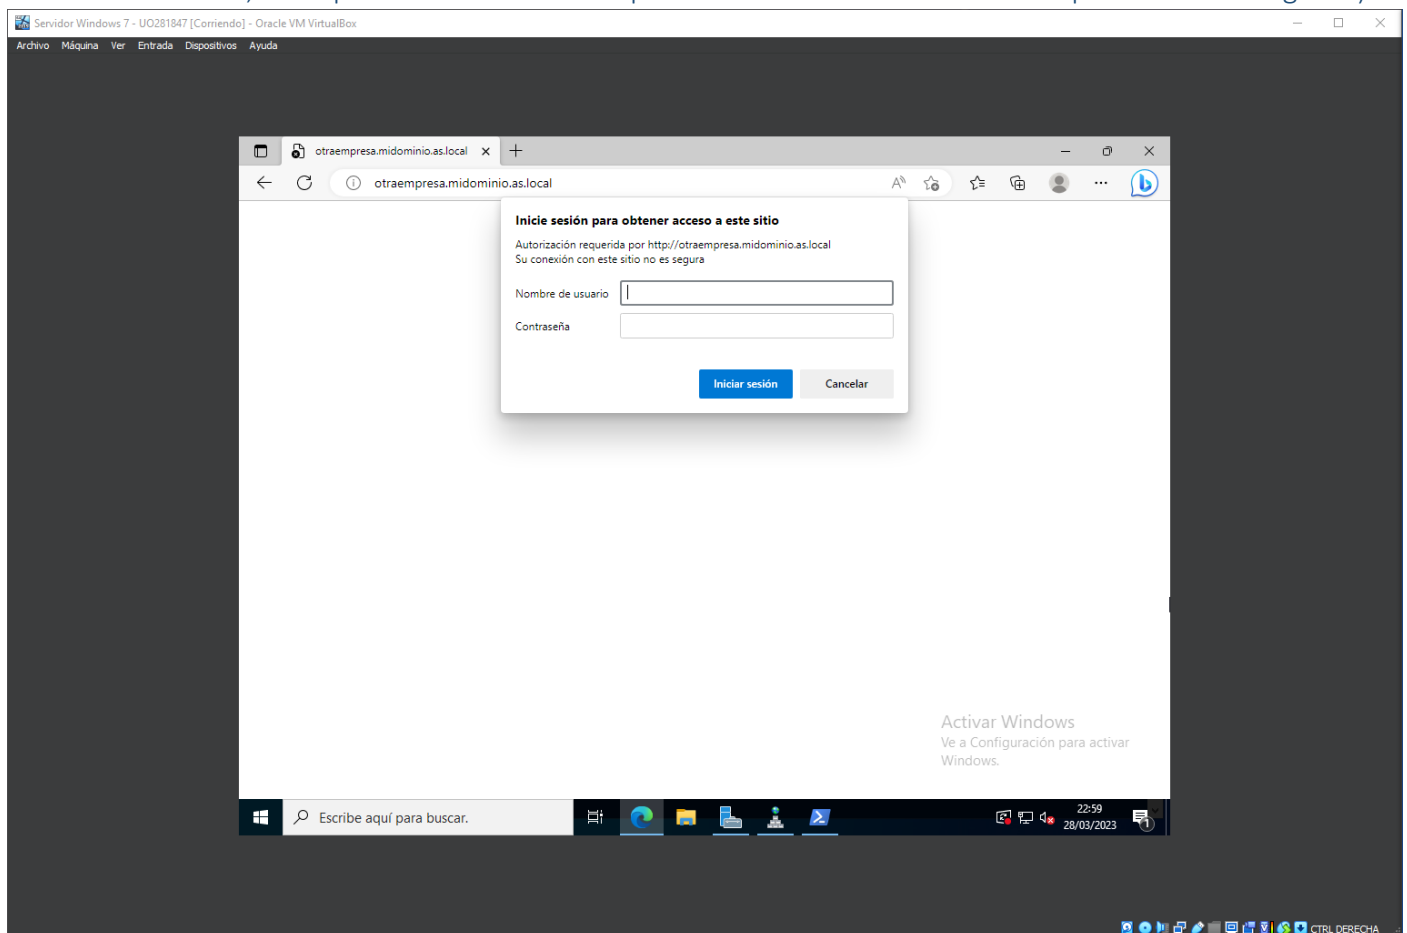 Servidor Windows 7 - UO281847 [Corriendo] - Oracle VM VirtualBox
Archivo Máquina Ver Entrada Dispositivos Ayuda
otraempresa.midominio.as.local
otraempresa.midominio.as.local
Inicie sesión para obtener acceso a este sitio
Autorización requerida por http://otraempresa.midominio.as.local
Su conexión con este sitio no es segura
Nombre de usuario
Contraseña
Iniciar sesión Cancelar
Activar Windows
Ve a Configuración para activar
Windows.
Escribe aquí para buscar.
22:59
28/03/2023
1
CTRL DERECHA